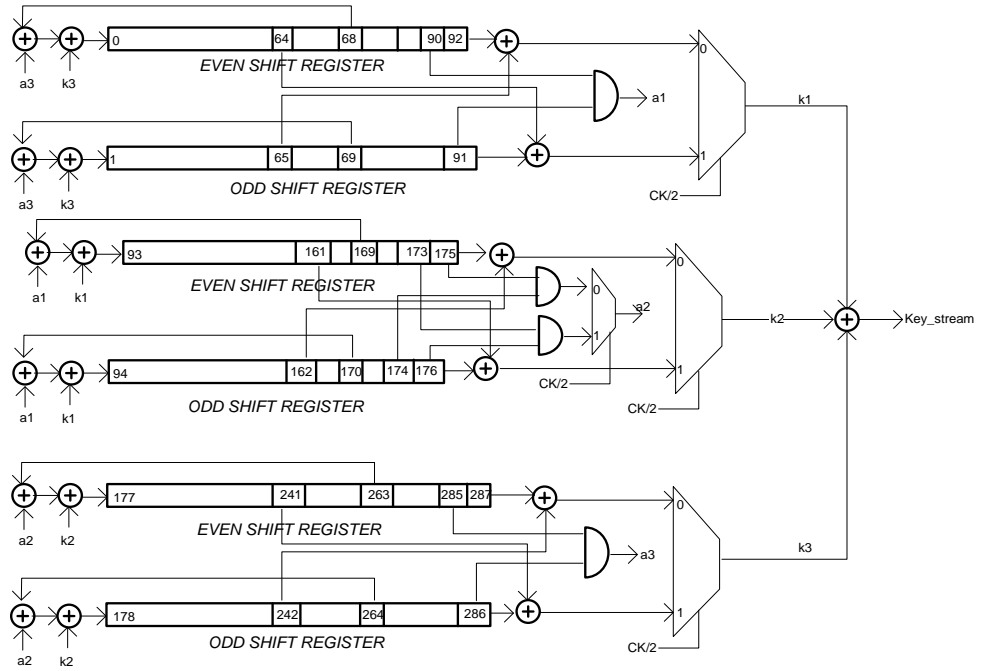 0 64 68 90 92
EVEN SHIFT REGISTER
a3 k3
a1
0
k1
1 65 69 91
ODD SHIFT REGISTER
a3 k3
1
CK/2
93 161 169 173 175
EVEN SHIFT REGISTER
a1 k1
0
1
a2
CK/2
0
k2
Key_stream
94 162 170 174 176
ODD SHIFT REGISTER
a1 k1
1
CK/2
177 241 263 285 287
EVEN SHIFT REGISTER
a2 k2
a3
0
k3
178 242 264 286
ODD SHIFT REGISTER
a2 k2
1
CK/2